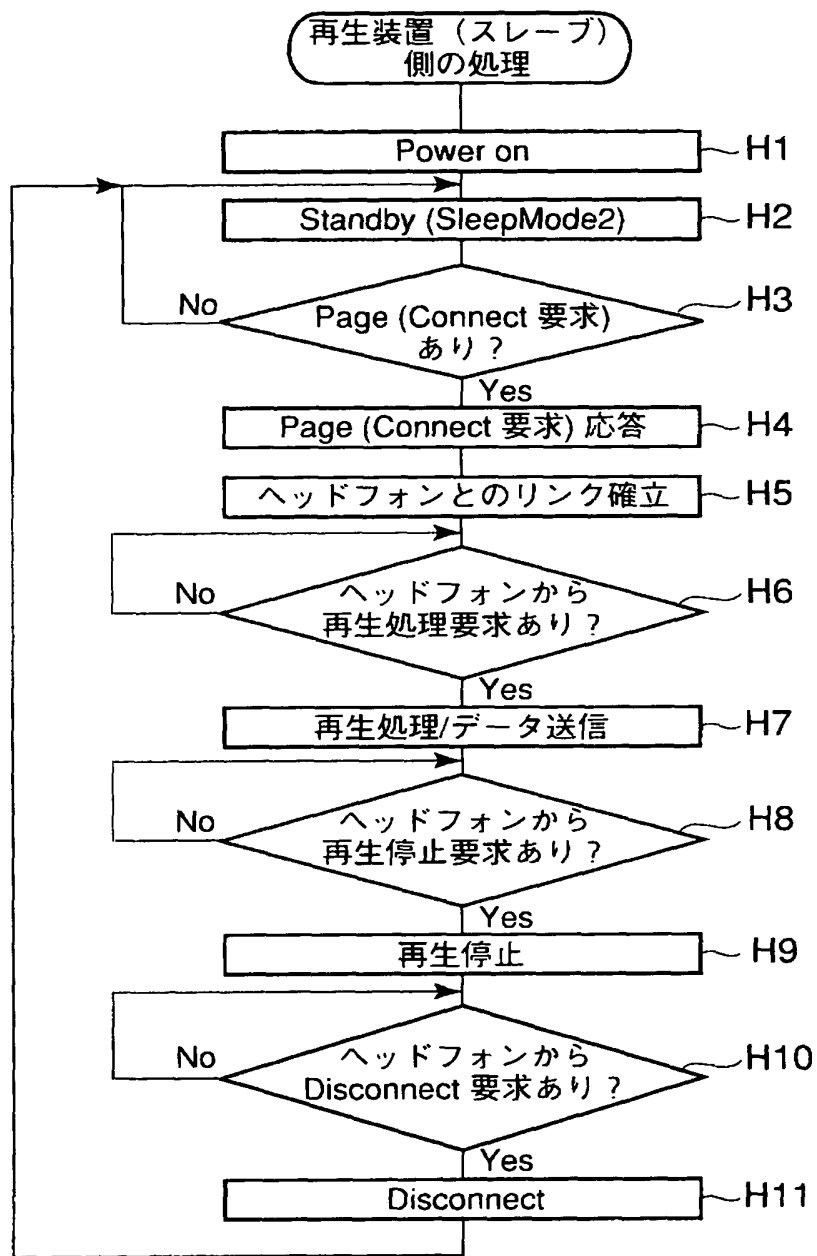 再生装置（スレーブ）
側の処理
Power on
H1
Standby (SleepMode2)
H2
No
Page (Connect 要求)
あり？
H3
Yes
Page (Connect 要求) 応答
H4
ヘッドフォンとのリンク確立
H5
No
ヘッドフォンから
再生処理要求あり？
H6
Yes
再生処理/データ送信
H7
No
ヘッドフォンから
再生停止要求あり？
H8
Yes
再生停止
H9
No
ヘッドフォンから
Disconnect 要求あり？
H10
Yes
Disconnect
H11